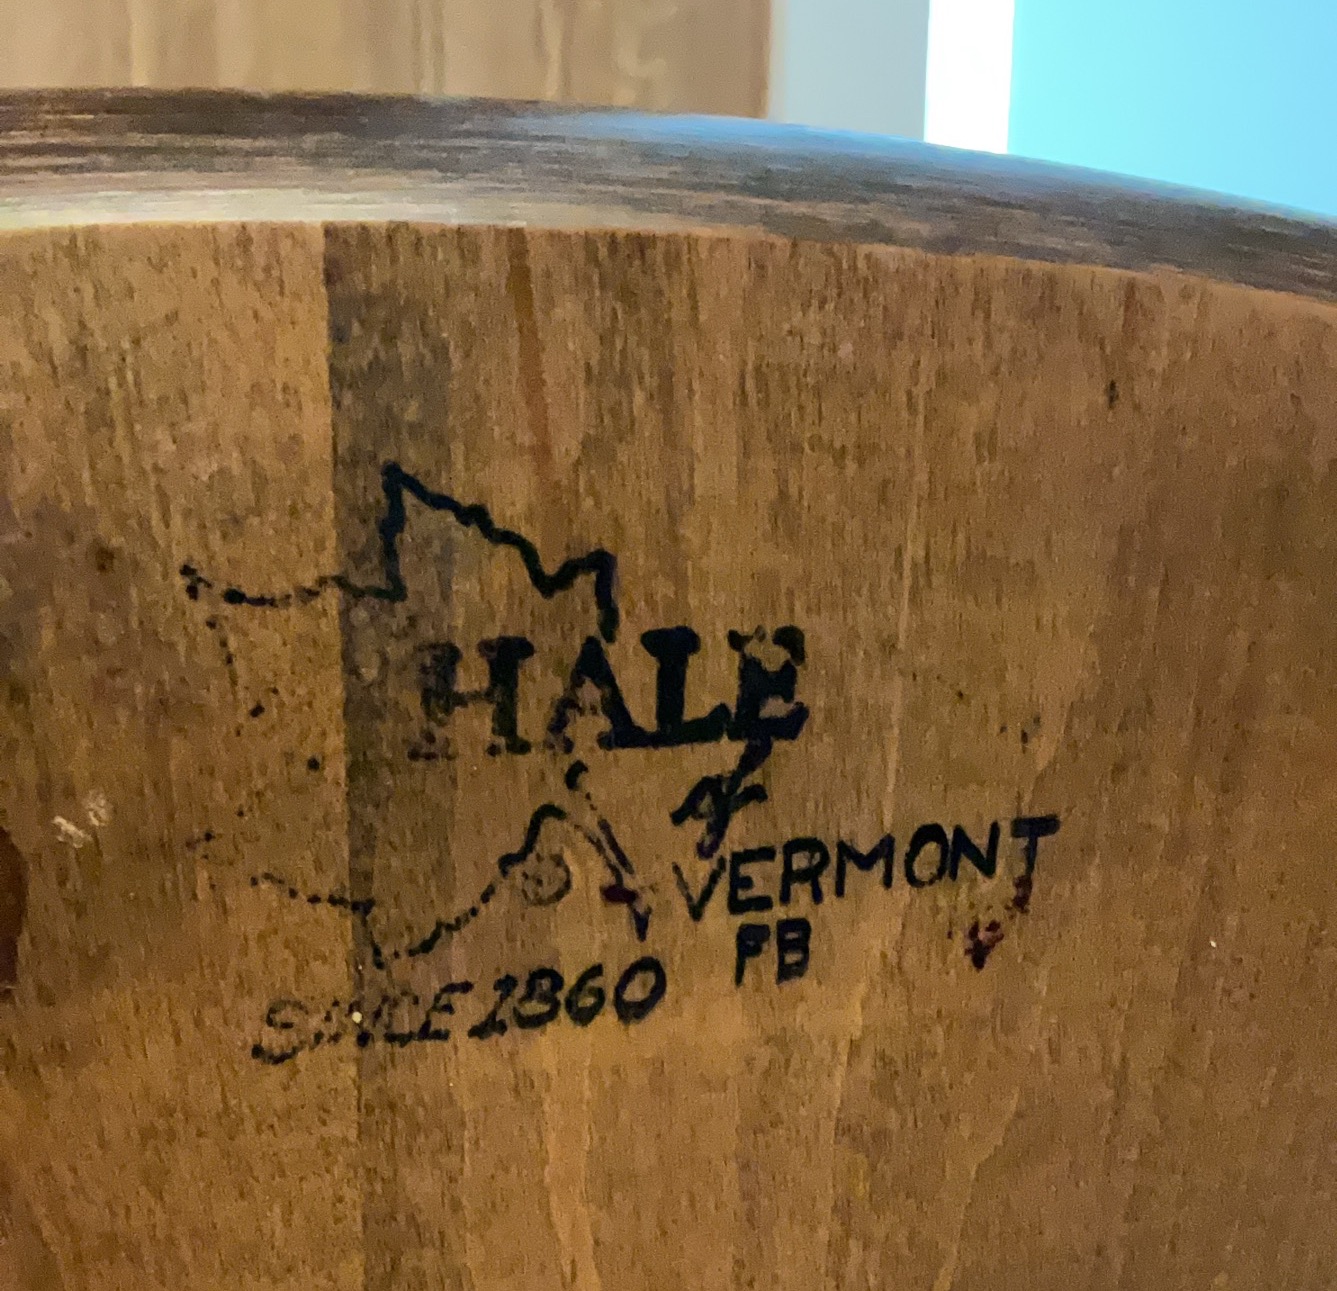 HALE
of
VERMONT
PB
SINCE 1860